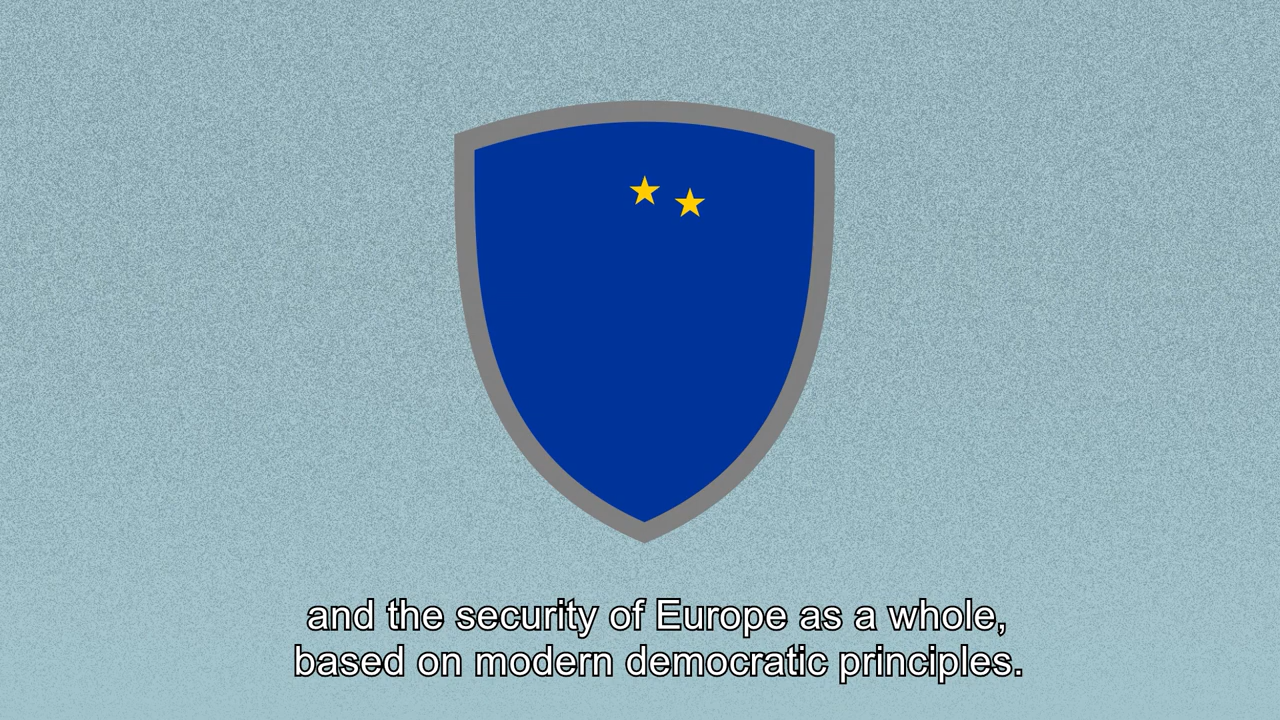 and the security of Europe as a whole,
based on modern democratic principles.